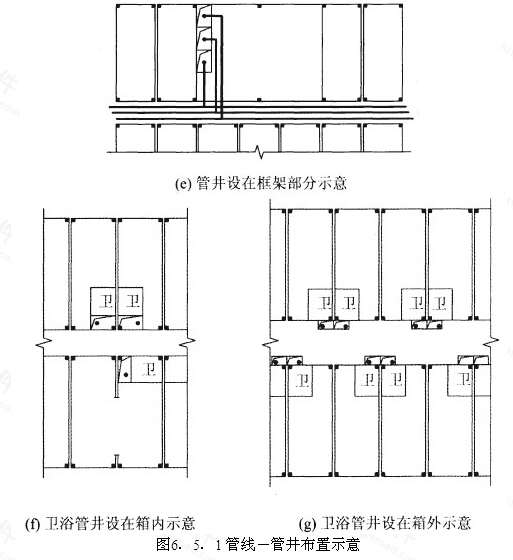 (e) 管井设在框架部分示意
卫 卫
卫
卫 卫 卫 卫
卫 卫 卫 卫
(f) 卫浴管井设在箱内示意
(g) 卫浴管井设在箱外示意
图6. 5. 1管线－管井布置示意